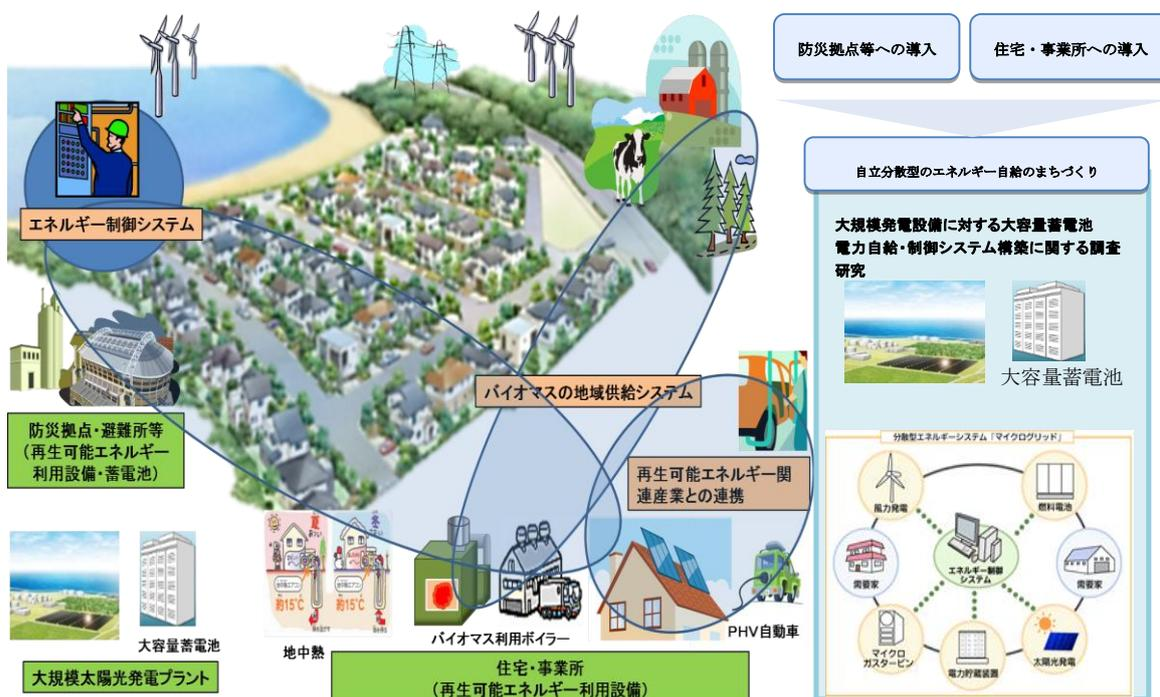 防災拠点等への導入
住宅・事業所への導入
自立分散型のエネルギー自給のまちづくり
大規模発電設備に対する大容量蓄電池
電力自給・制御システム構築に関する調査
研究
大容量蓄電池
分散型エネルギーシステム「マイクログリッド」
風力発電
燃料電池
エネルギー制御
システム
需要家
需要家
マイクロ
ガスタービン
電力貯蔵装置
太陽光発電
エネルギー制御システム
バイオマスの地域供給システム
防災拠点・避難所等
(再生可能エネルギー
利用設備・蓄電池)
再生可能エネルギー関
連産業との連携
大容量蓄電池
大規模太陽光発電プラント
夏
冬
約15℃
約15℃
地中熱
バイオマス利用ボイラー
PHV自動車
住宅・事業所
(再生可能エネルギー利用設備)